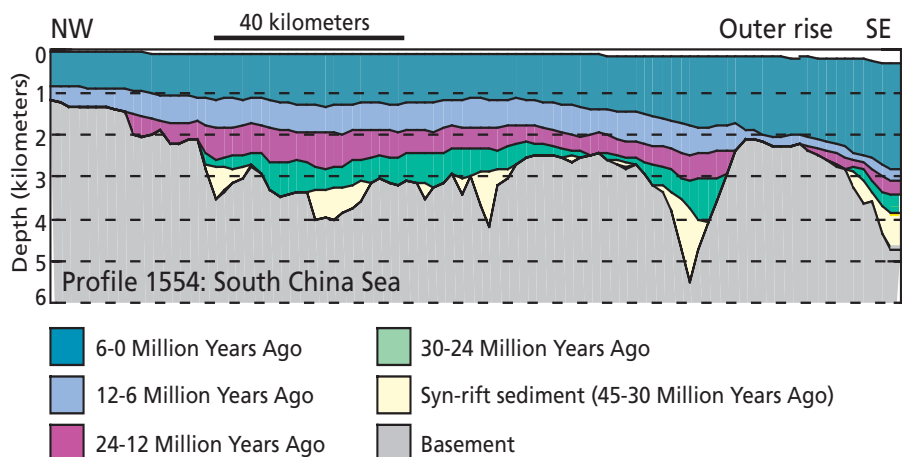 NW 40 kilometers Outer rise SE
Depth (kilometers)
0
1
2
3
4
5
6
Profile 1554: South China Sea
6-0 Million Years Ago
12-6 Million Years Ago
24-12 Million Years Ago
30-24 Million Years Ago
Syn-rift sediment (45-30 Million Years Ago)
Basement